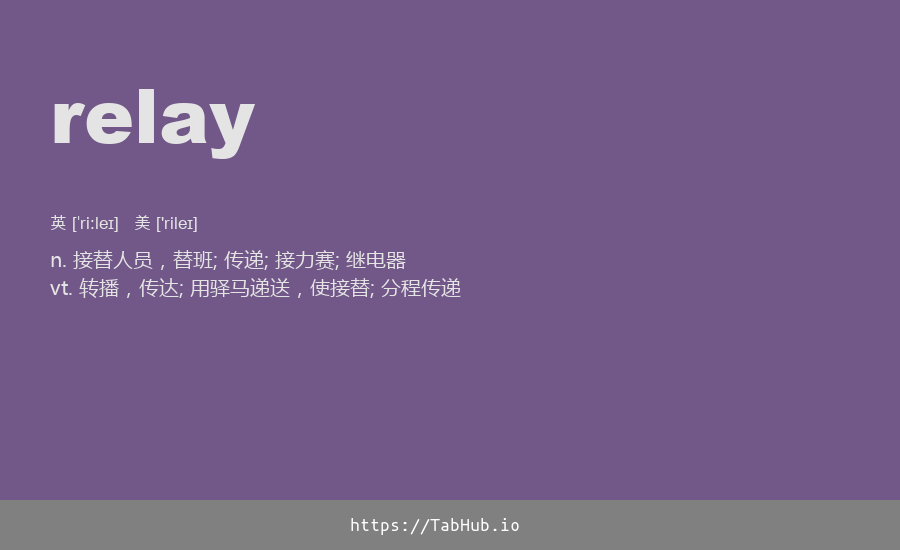 relay
英 ['ri:leɪ] 美 ['rileɪ]
n. 接替人员，替班; 传递; 接力赛; 继电器
vt. 转播，传达; 用驿马递送，使接替; 分程传递
https://TabHub.io